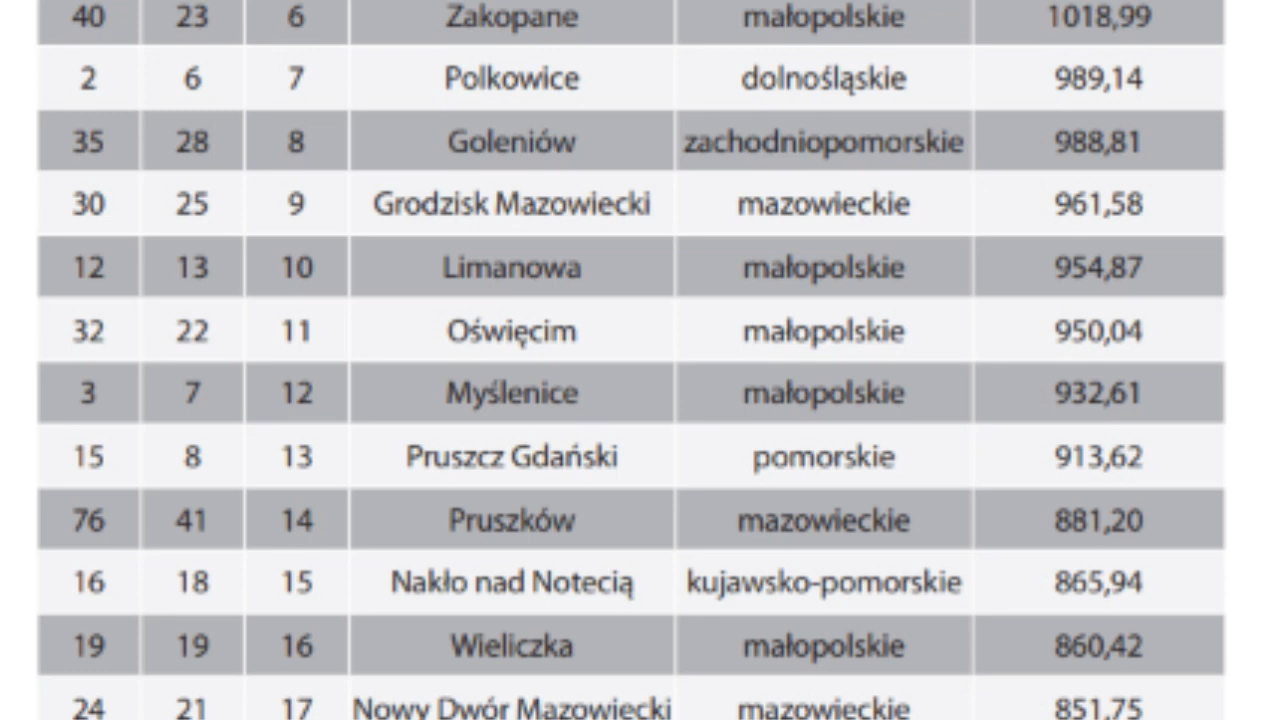 40 23 6 Zakopane małopolskie 1018,99
2 6 7 Polkowice dolnośląskie 989,14
35 28 8 Goleniów zachodniopomorskie 988,81
30 25 9 Grodzisk Mazowiecki mazowieckie 961,58
12 13 10 Limanowa małopolskie 954,87
32 22 11 Oświęcim małopolskie 950,04
3 7 12 Myślenice małopolskie 932,61
15 8 13 Pruszcz Gdański pomorskie 913,62
76 41 14 Pruszków mazowieckie 881,20
16 18 15 Nakło nad Notecią kujawsko-pomorskie 865,94
19 19 16 Wieliczka małopolskie 860,42
24 21 17 Nowy Dwór Mazowiecki mazowieckie 851,75